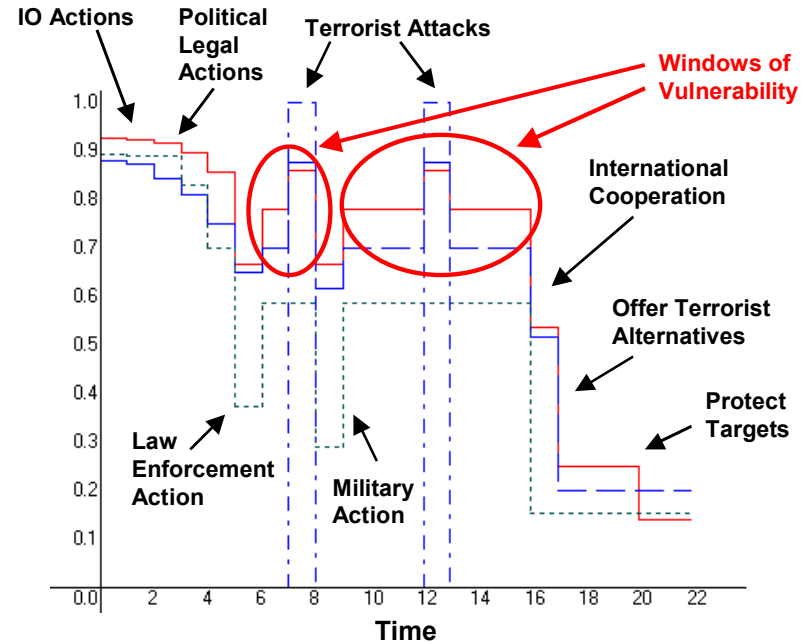 IO Actions
Political
Legal
Actions
Terrorist Attacks
Windows of
Vulnerability
International
Cooperation
Offer Terrorist
Alternatives
Protect
Targets
Law
Enforcement
Action
Military
Action
1.0
0.9
0.8
0.7
0.6
0.5
0.4
0.3
0.2
0.1
0.0 2 4 6 8 10 12 14 16 18 20 22
Time